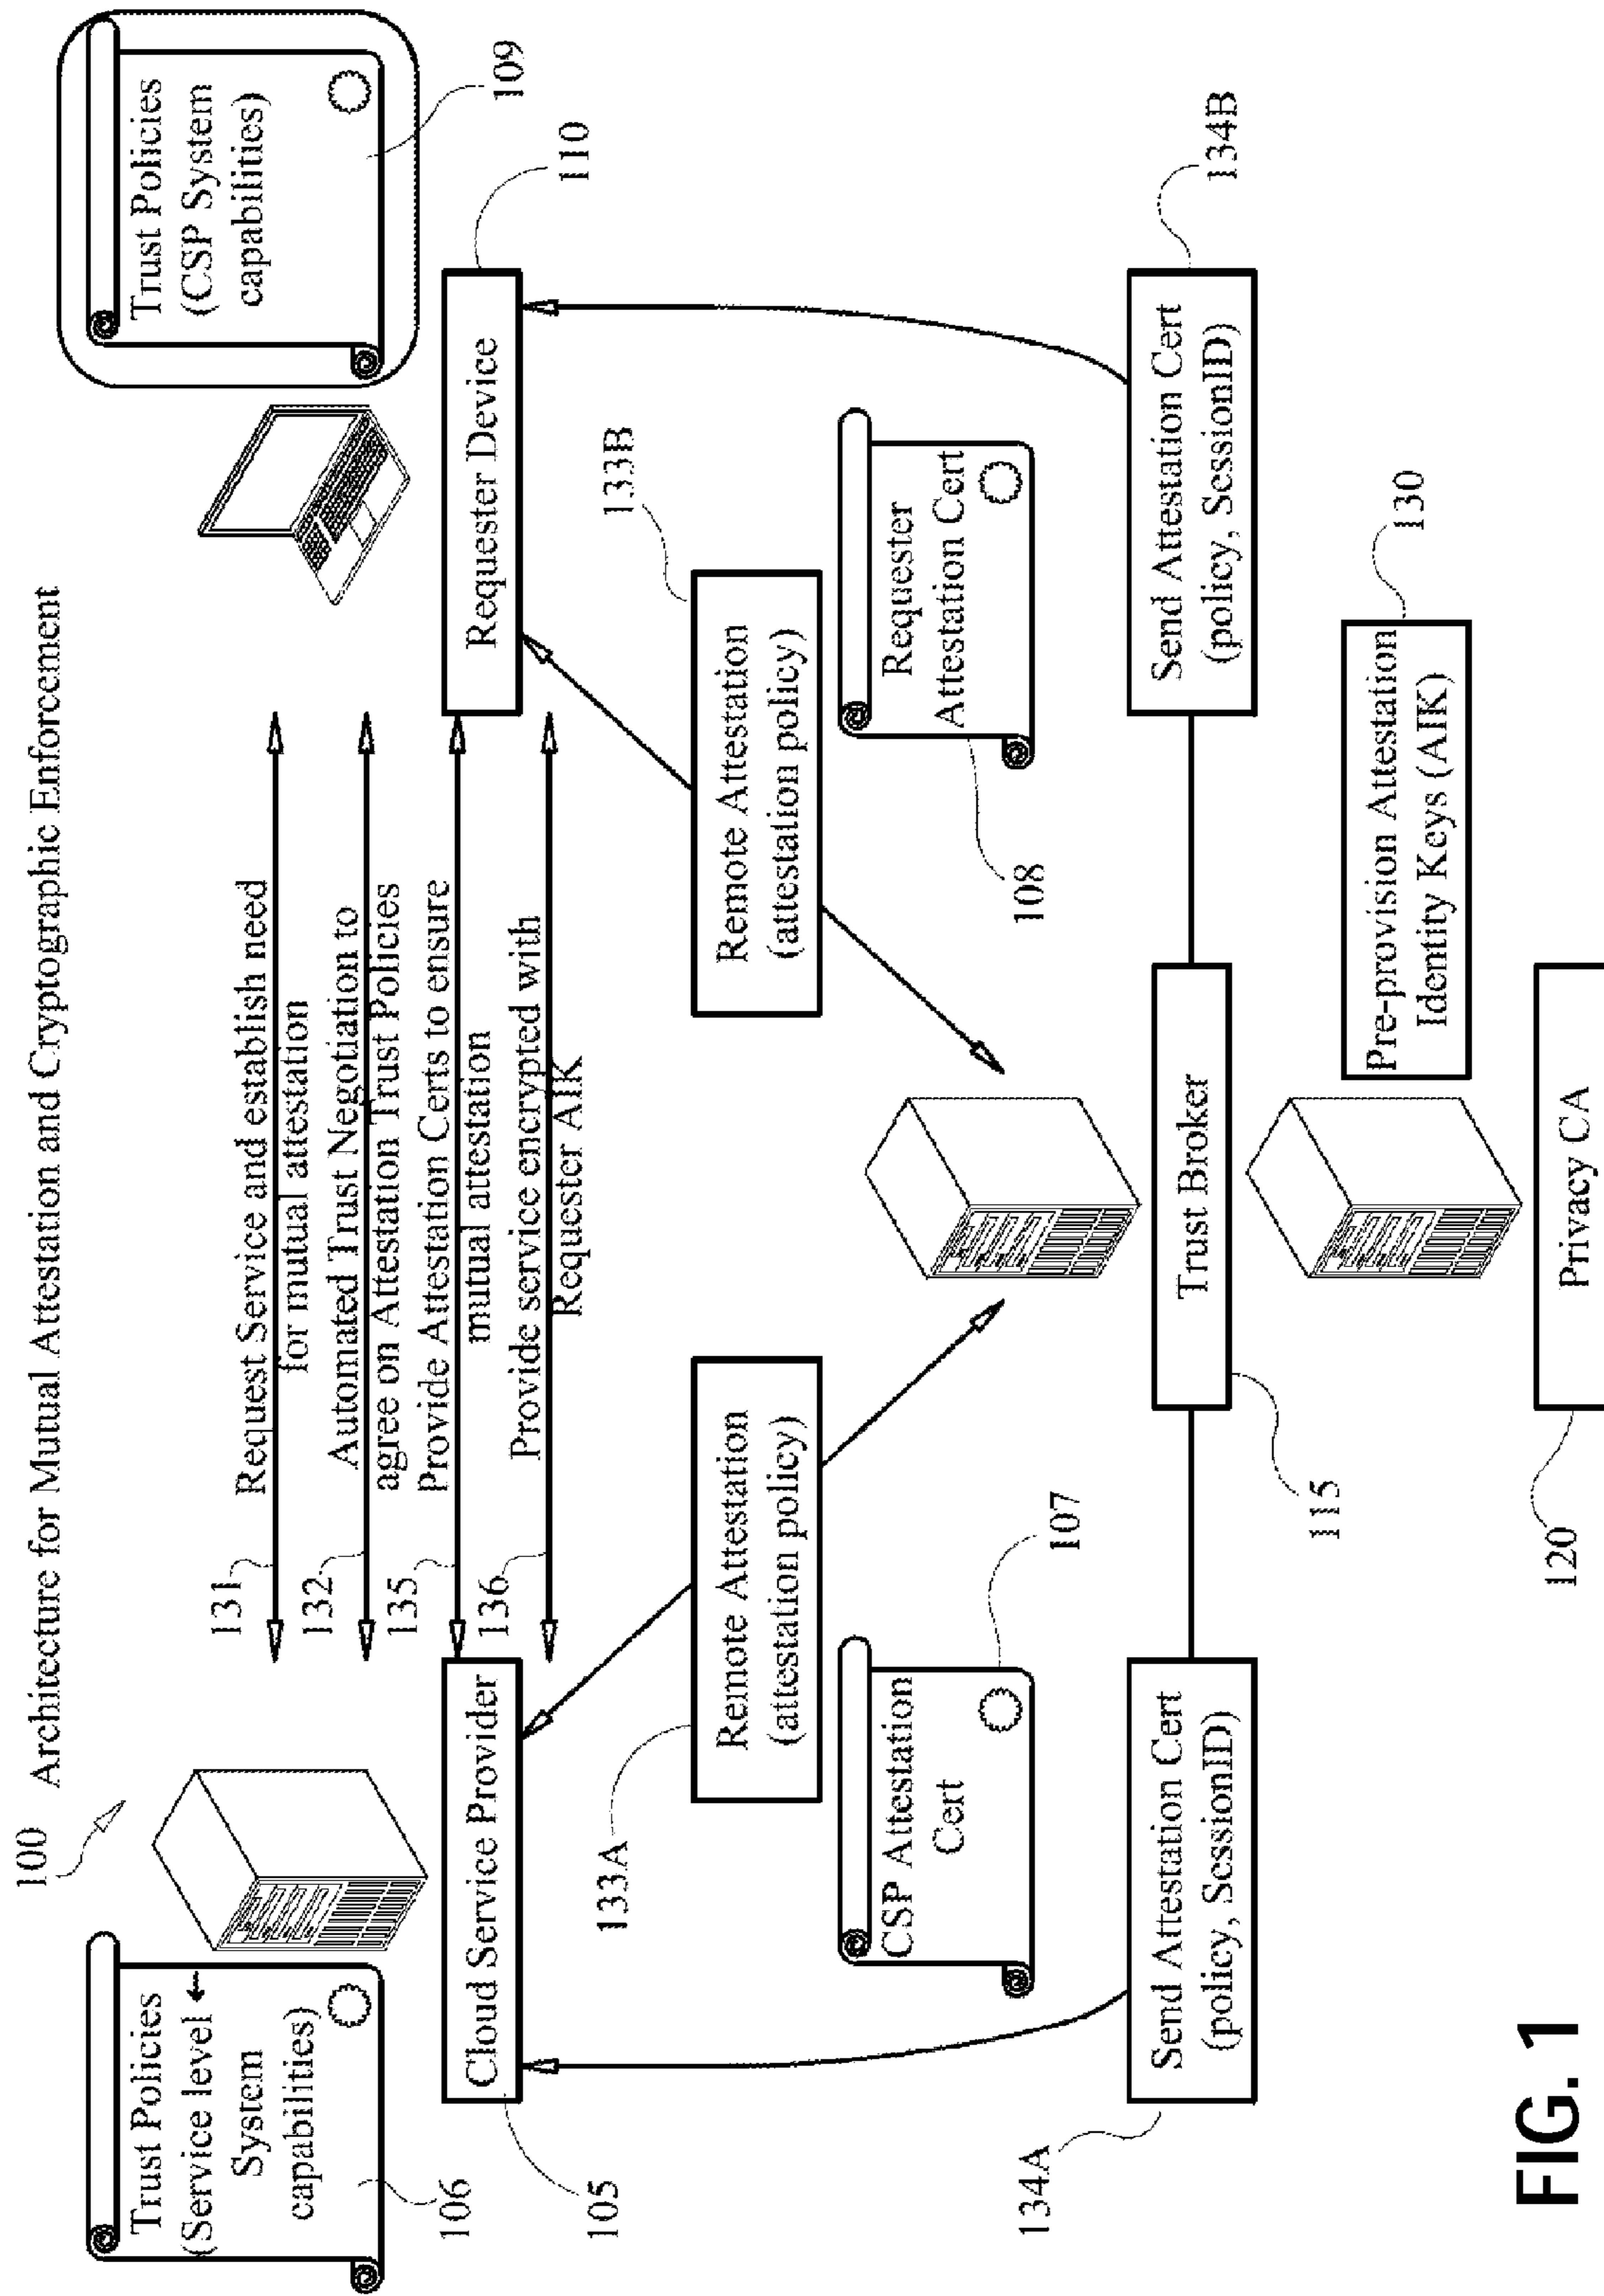 100
Architecture for Mutual Attestation and Cryptographic Enforcement
Trust Policies
(Service level
System
capabilities)
106
Trust Policies
(CSP System
capabilities)
109
131
Request Service and establish need
for mutual attestation
132
Automated Trust Negotiation to
agree on Attestation Trust Policies
135
Provide Attestation Certs to ensure
mutual attestation
136
Provide service encrypted with
Requester AIK
Cloud Service Provider
105
Requester Device
110
133A
Remote Attestation
(attestation policy)
133B
Remote Attestation
(attestation policy)
CSP Attestation
Cert
107
Requester
Attestation Cert
108
134A
Send Attestation Cert
(policy, SessionID)
Trust Broker
115
Send Attestation Cert
(policy, SessionID)
134B
Pre-provision Attestation
Identity Keys (AIK)
130
Privacy CA
120
FIG. 1